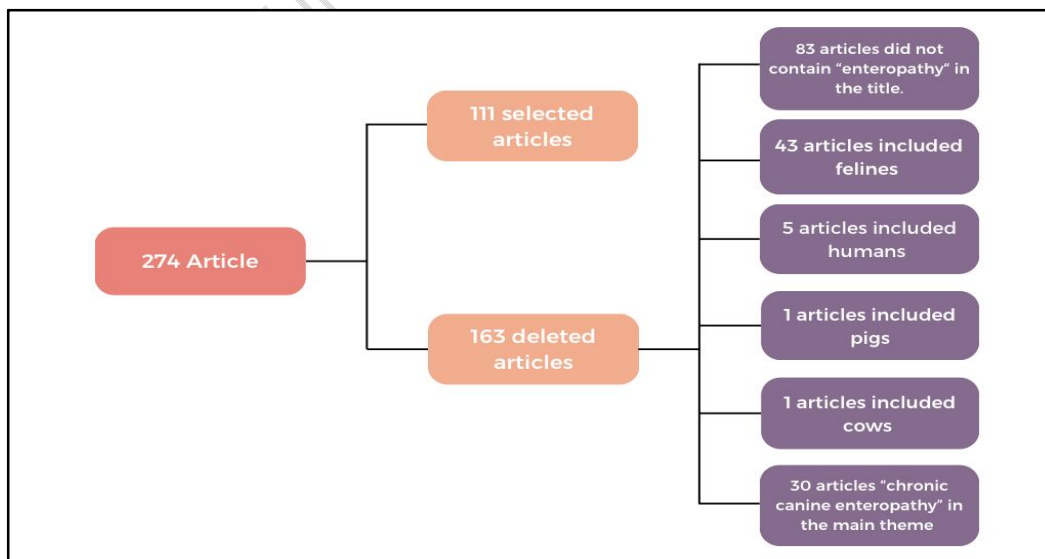 274 Article
111 selected
articles
163 deleted
articles
83 articles did not
contain “enteropathy“ in
the title.
43 articles included
felines
5 articles included
humans
1 articles included
pigs
1 articles included
cows
30 articles “chronic
canine enteropathy” in
the main theme